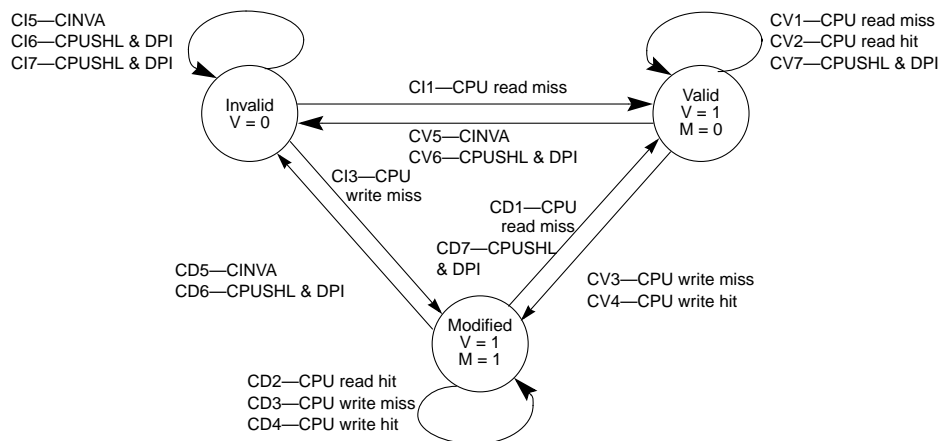 CI5—CINVA
CI6—CPUSHL & DPI
CI7—CPUSHL & DPI
CV1—CPU read miss
CV2—CPU read hit
CV7—CPUSHL & DPI
Invalid
V = 0
CI1—CPU read miss
Valid
V = 1
M = 0
CV5—CINVA
CV6—CPUSHL & DPI
CI3—CPU
write miss
CD1—CPU
read miss
CD7—CPUSHL
& DPI
CD5—CINVA
CD6—CPUSHL & DPI
CV3—CPU write miss
CV4—CPU write hit
Modified
V = 1
M = 1
CD2—CPU read hit
CD3—CPU write miss
CD4—CPU write hit